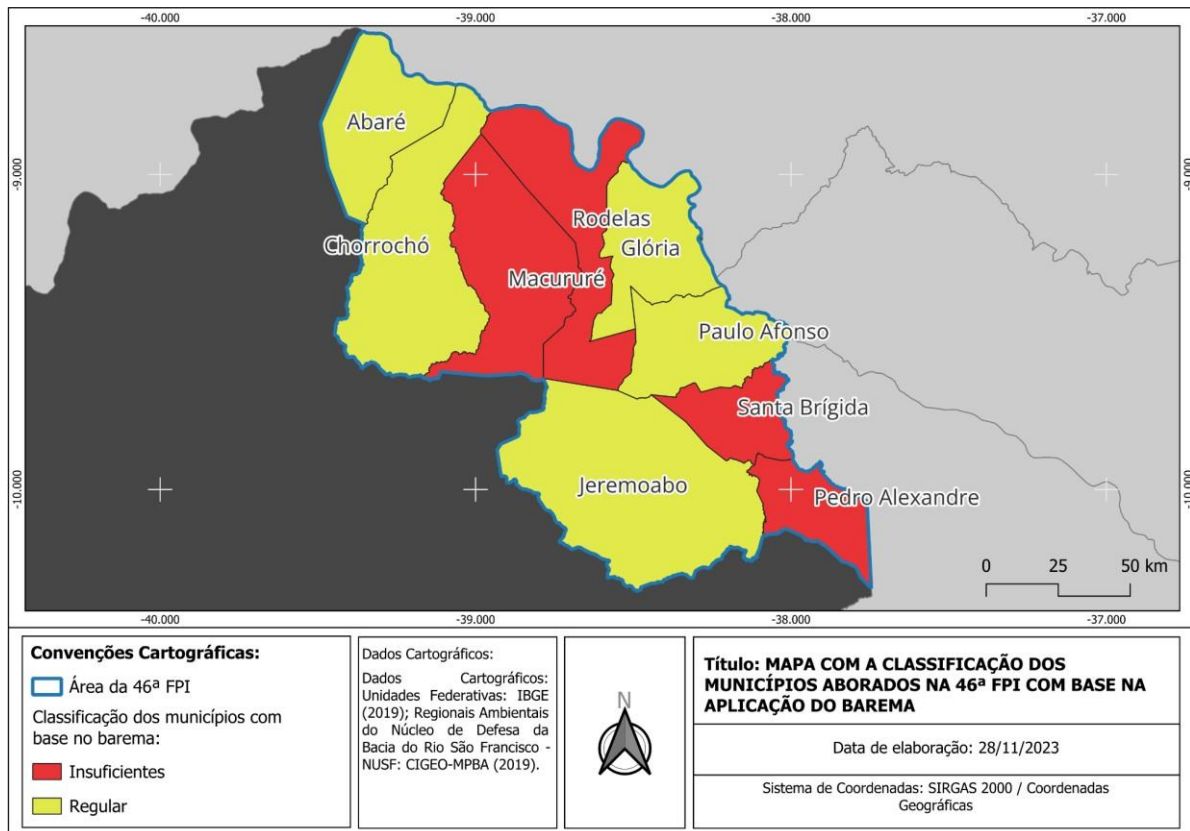 -40.000 -39.000 -38.000 -37.000
Abaré
-9.000 -9.000
Rodelas
Chorrochó
Glória
Macururé
Paulo Afonso
Santa Brígida
Jeremoabo
-10.000 -10.000
Pedro Alexandre
0 25 50 km
-40.000 -39.000 -38.000 -37.000
Convenções Cartográficas:
Área da 46ª FPI
Classificação dos municípios com
base no barema:
Insuficientes
Regular
Dados Cartográficos:
Dados Cartográficos:
Unidades Federativas: IBGE
(2019); Regionais Ambientais
do Núcleo de Defesa da
Bacia do Rio São Francisco -
NUSF: CIGEO-MPBA (2019).
N
Título: MAPA COM A CLASSIFICAÇÃO DOS
MUNICÍPIOS ABORADOS NA 46ª FPI COM BASE NA
APLICAÇÃO DO BAREMA
Data de elaboração: 28/11/2023
Sistema de Coordenadas: SIRGAS 2000 / Coordenadas
Geográficas